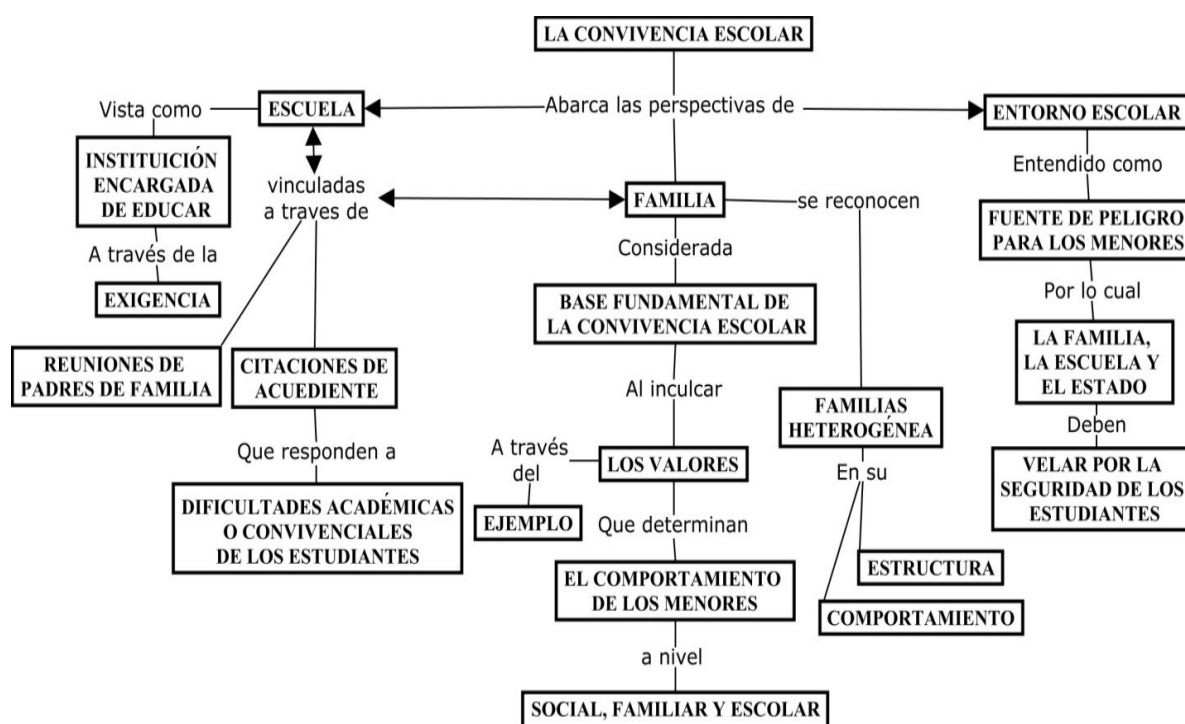 LA CONVIVENCIA ESCOLAR
Abarca las perspectivas de
Vista como
ESCUELA
ENTORNO ESCOLAR
INSTITUICIÓN
ENCARGADA
DE EDUCAR
A través de la
EXIGENCIA
vinculadas
a traves de
REUNIONES DE
PADRES DE FAMILIA
CITACIONES DE
ACUEDIENTE
Que responden a
DIFICULTADES ACADÉMICAS
O CONVIVENCIALES
DE LOS ESTUDIANTES
FAMILIA
se reconocen
Considerada
BASE FUNDAMENTAL DE
LA CONVIVENCIA ESCOLAR
Al inculcar
LOS VALORES
A través
del
EJEMPLO
Que determinan
EL COMPORTAMIENTO
DE LOS MENORES
a nivel
SOCIAL, FAMILIAR Y ESCOLAR
FAMILIAS
HETEROGÉNEA
En su
ESTRUCTURA
COMPORTAMIENTO
Entendido como
FUENTE DE PELIGRO
PARA LOS MENORES
Por lo cual
LA FAMILIA,
LA ESCUELA Y
EL ESTADO
Deben
VELAR POR LA
SEGURIDAD DE LOS
ESTUDIANTES